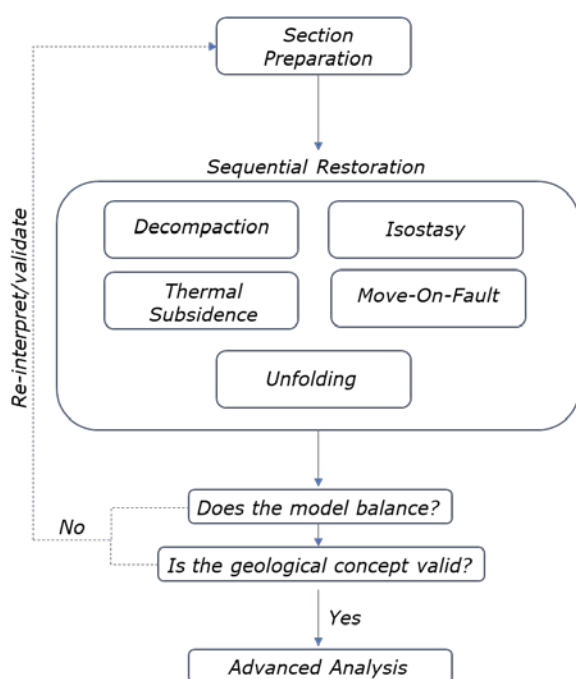 Section
Preparation
Sequential Restoration
Decompaction
Isostasy
Thermal
Subsidence
Move-On-Fault
Unfolding
Re-interpret/validate
Does the model balance?
No
Is the geological concept valid?
Yes
Advanced Analysis